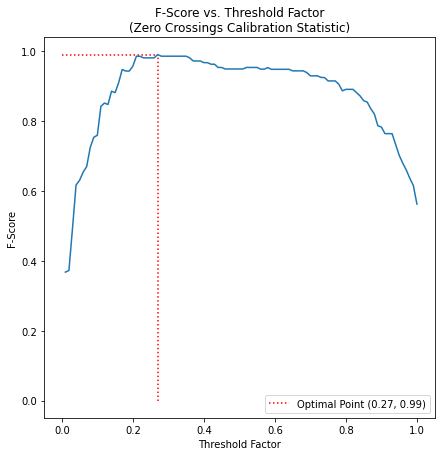 F-Score vs. Threshold Factor
(Zero Crossings Calibration Statistic)
1.0
0.8
0.6
0.4
0.2
0.0
F-Score
Optimal Point (0.27, 0.99)
0.0 0.2 0.4 0.6 0.8 1.0
Threshold Factor